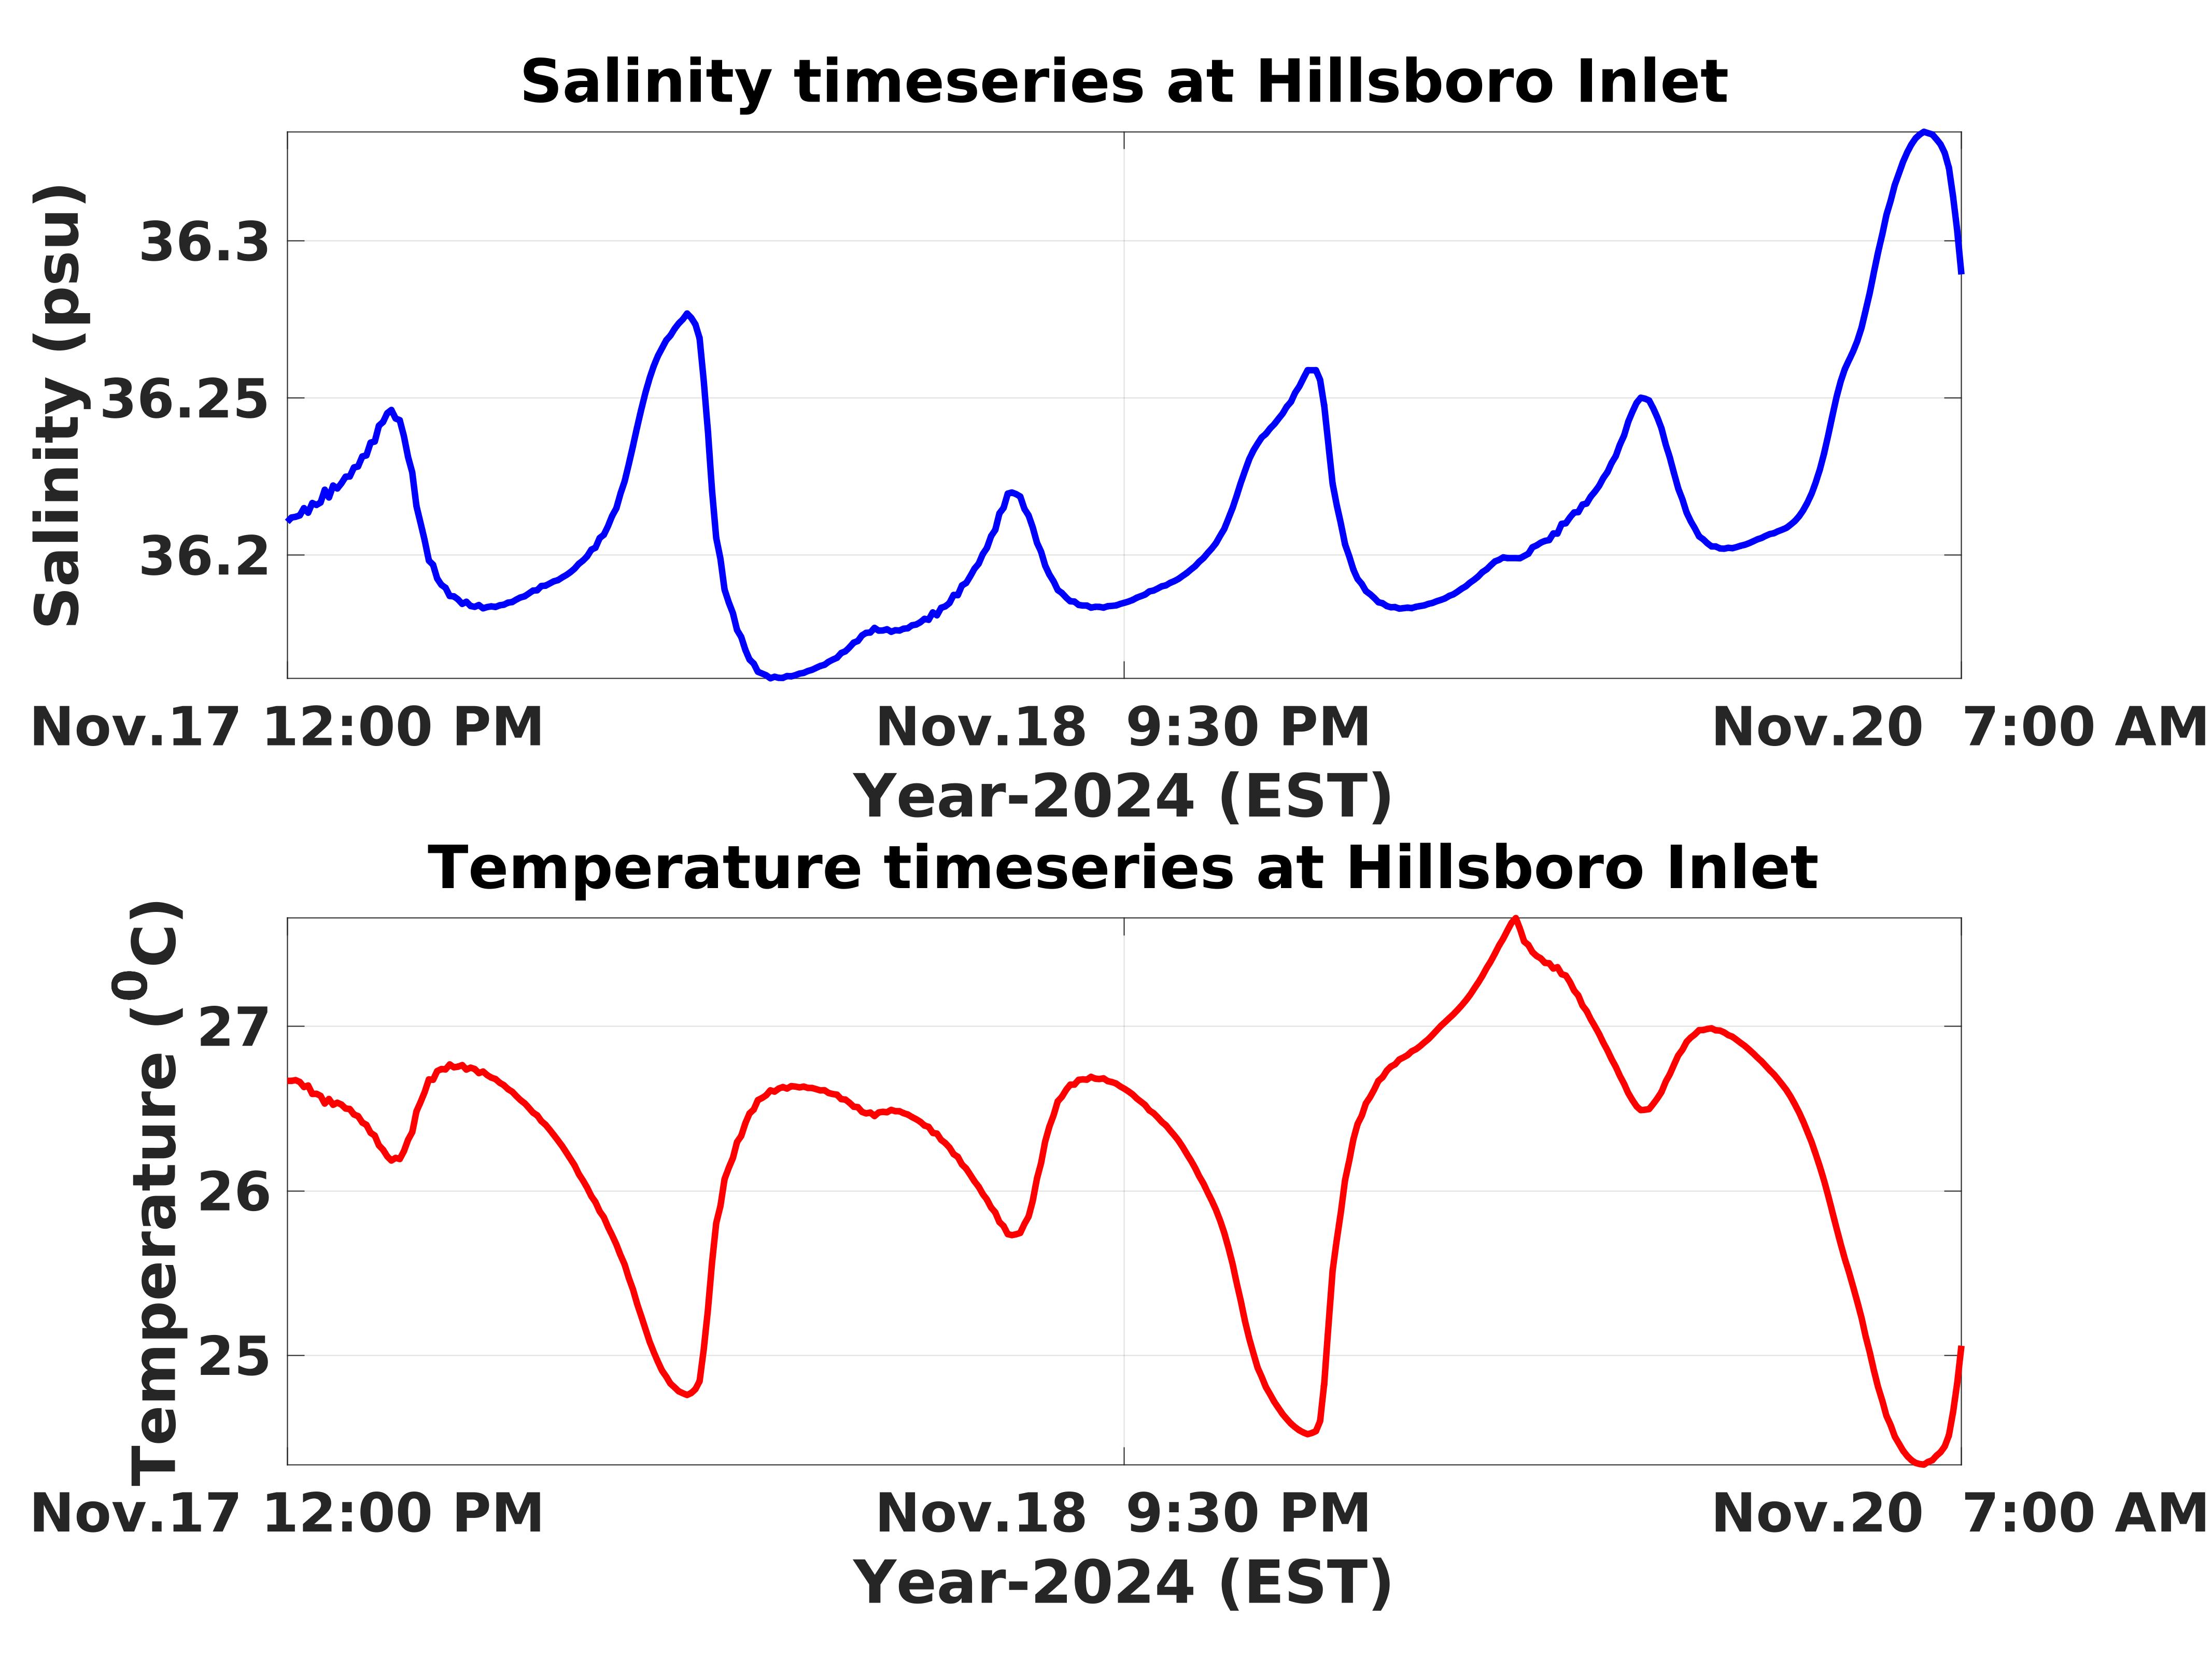 Salinity timeseries at Hillsboro Inlet
Salinity (psu)
36.3
36.25
36.2
Nov.17 12:00 PM Nov.18 9:30 PM Nov.20 7:00 AM
Year-2024 (EST)
Temperature timeseries at Hillsboro Inlet
Temperature (⁰C)
27
26
25
Nov.17 12:00 PM Nov.18 9:30 PM Nov.20 7:00 AM
Year-2024 (EST)